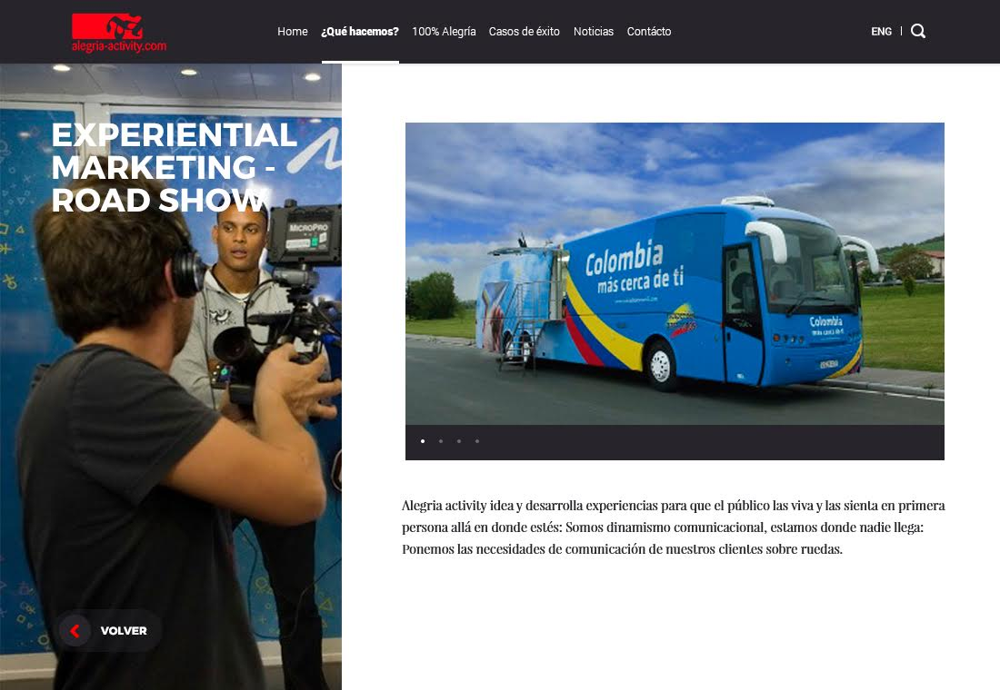 alegria-activity.com
Home ¿Qué hacemos? 100% Alegría Casos de éxito Noticias Contácto
ENG
EXPERIENTIAL
MARKETING -
ROAD SHOW
MICROPRO
Colombia
más cerca de ti
Colombia
más cerca de ti
Alegria activity idea y desarrolla experiencias para que el público las viva y las sienta en primera
persona allá en donde estés: Somos dinamismo comunicacional, estamos donde nadie llega:
Ponemos las necesidades de comunicación de nuestros clientes sobre ruedas.
VOLVER